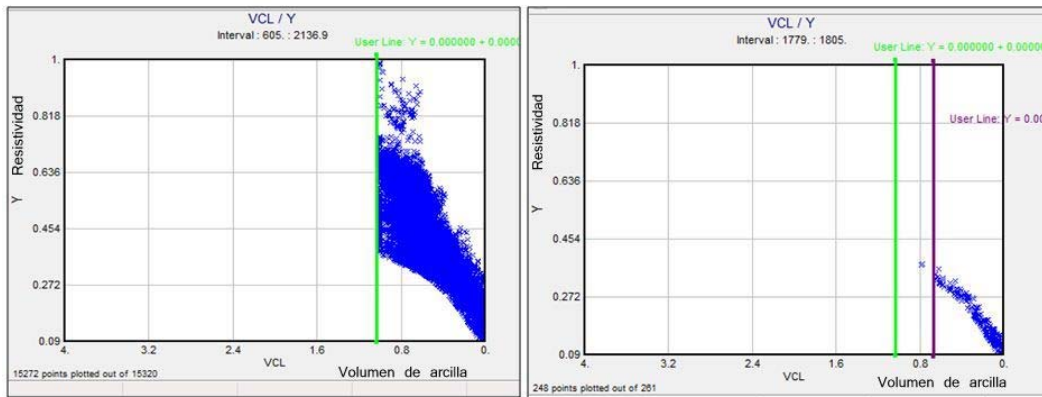 VCL / Y
Interval : 605. : 2136.9
User Line: Y = 0.000000 + 0.0000
1.
0.818
0.636
0.454
0.272
0.09
Resistividad
Y
4.
3.2
2.4
1.6
0.8
0.
VCL
Volumen de arcilla
15272 points plotted out of 15320
VCL / Y
Interval : 1779. : 1805.
User Line: Y = 0.000000 + 0.00000
User Line: Y = 0.00
1.
0.818
0.636
0.454
0.272
0.09
Resistividad
Y
4.
3.2
2.4
1.6
0.8
0.
VCL
Volumen de arcilla
248 points plotted out of 261